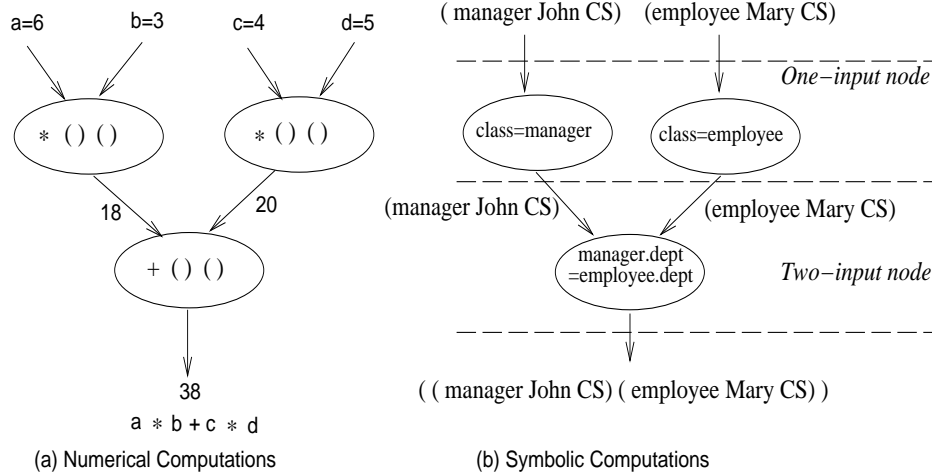 a=6
b=3
c=4
d=5
* ( ) ( )
* ( ) ( )
18
20
+ ( ) ( )
38
a * b + c * d
(a) Numerical Computations
( manager John CS)
(employee Mary CS)
One−input node
class=manager
class=employee
(manager John CS)
(employee Mary CS)
manager.dept
=employee.dept
Two−input node
( ( manager John CS) ( employee Mary CS) )
(b) Symbolic Computations